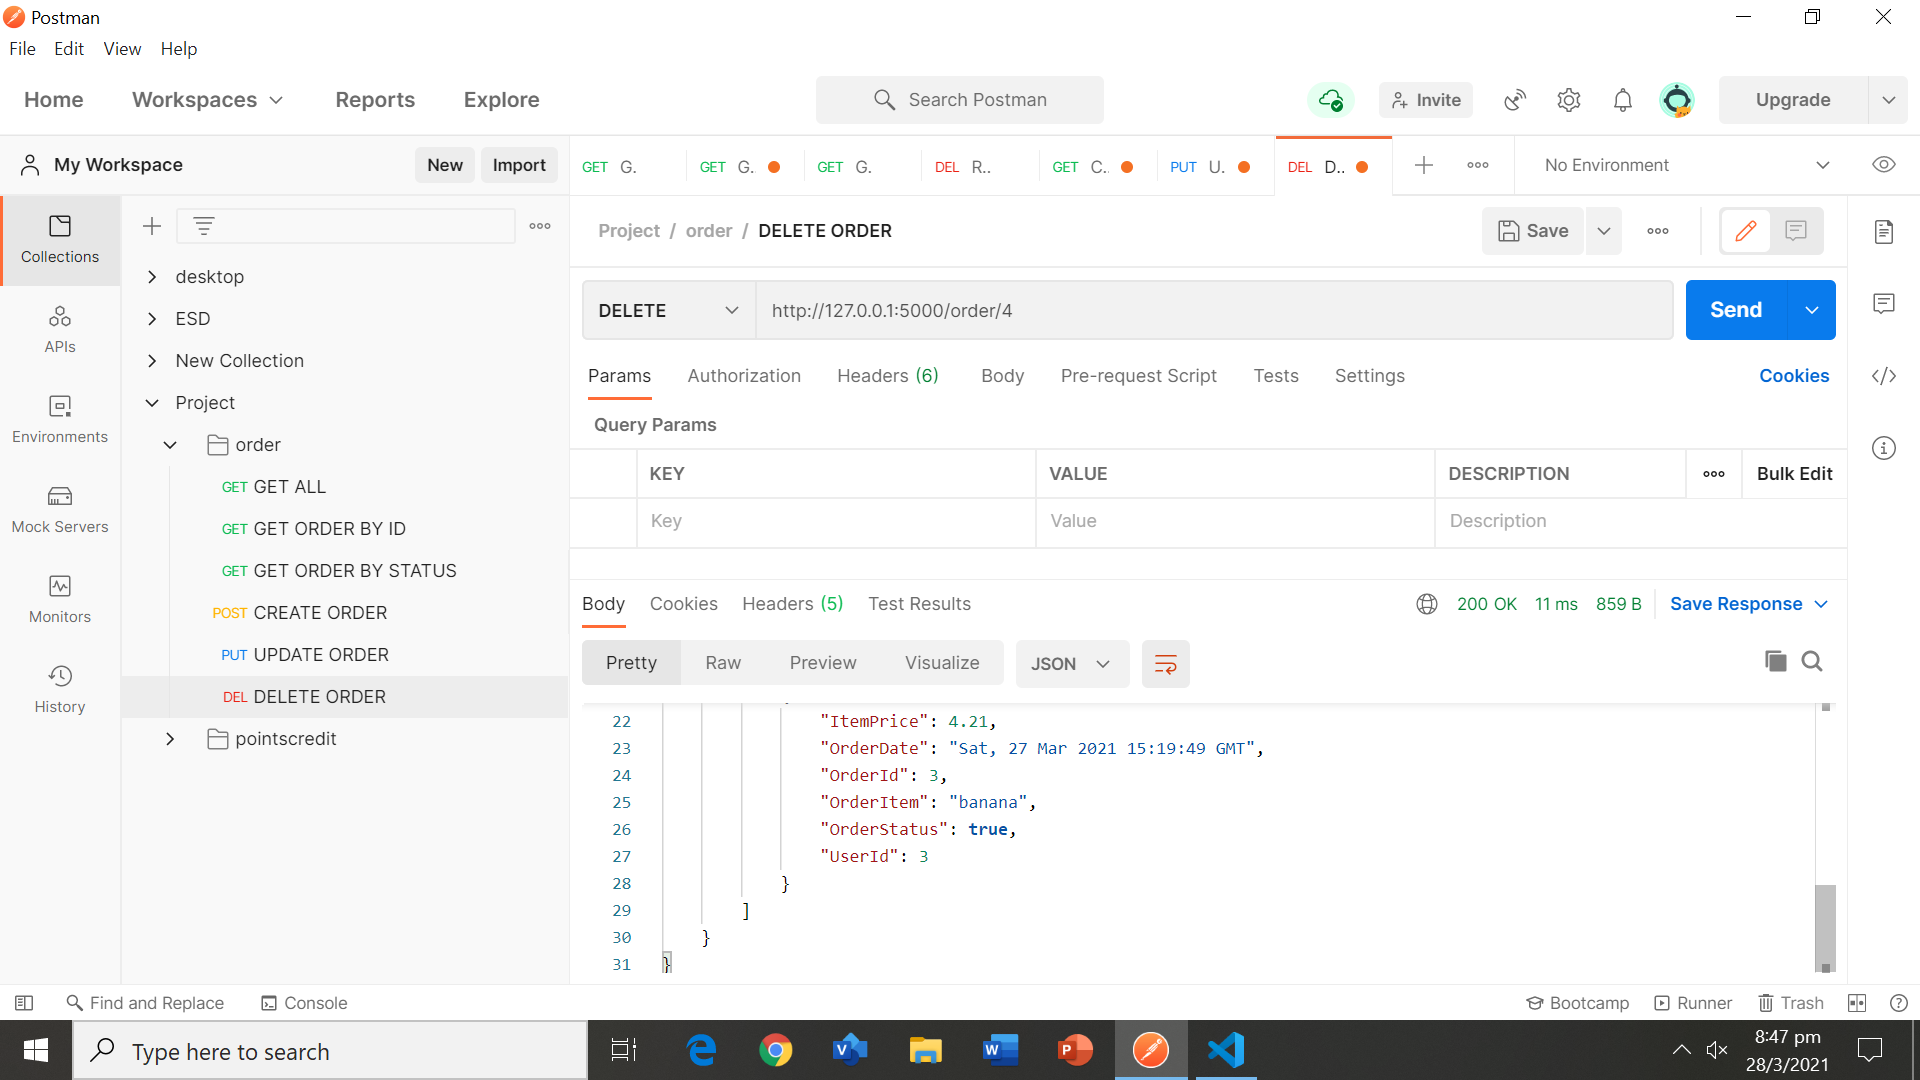 Postman
File Edit View Help
Home Workspaces Reports Explore Search Postman Invite Upgrade
My Workspace New Import GET G. GET G. GET G. DEL R.. GET C.. PUT U. DEL D.. No Environment
Project / order / DELETE ORDER Save
Collections
APIs
Environments
Mock Servers
Monitors
History
desktop
ESD
New Collection
Project
order
GET GET ALL
GET GET ORDER BY ID
GET GET ORDER BY STATUS
POST CREATE ORDER
PUT UPDATE ORDER
DEL DELETE ORDER
pointscredit
DELETE http://127.0.0.1:5000/order/4 Send
Params Authorization Headers (6) Body Pre-request Script Tests Settings Cookies
Query Params
KEY VALUE DESCRIPTION Bulk Edit
Key Value Description
Body Cookies Headers (5) Test Results 200 OK 11 ms 859 B Save Response
Pretty Raw Preview Visualize JSON
22 "ItemPrice": 4.21,
23 "OrderDate": "Sat, 27 Mar 2021 15:19:49 GMT",
24 "OrderId": 3,
25 "OrderItem": "banana",
26 "OrderStatus": true,
27 "UserId": 3
28 }
29 ]
30 }
31 }
Find and Replace Console Bootcamp Runner Trash
Type here to search
8:47 pm
28/3/2021